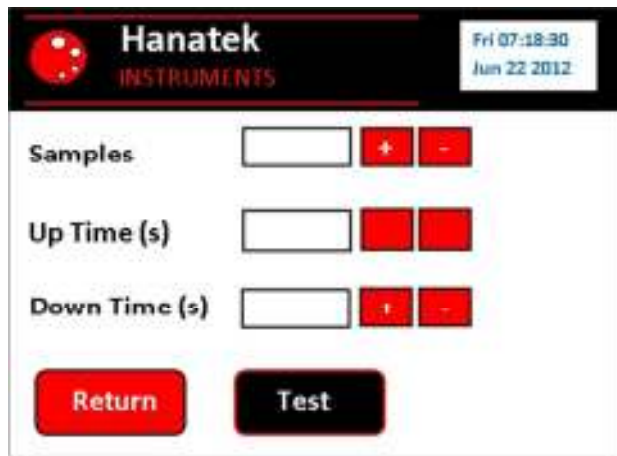 Hanatek
INSTRUMENTS
Fri 07:18:30
Jun 22 2012
Samples + -
Up Time (s)
Down Time (s) + -
Return Test